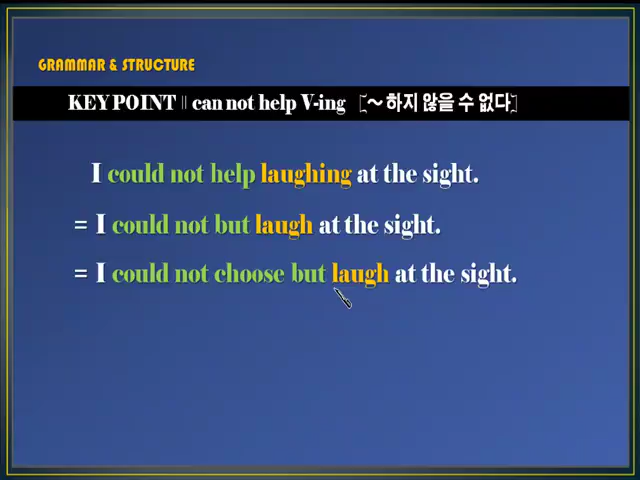 GRAMMAR & STRUCTURE
KEY POINT || can not help V-ing [~ 하지 않을 수 없다]
I could not help laughing at the sight.
= I could not but laugh at the sight.
= I could not choose but laugh at the sight.